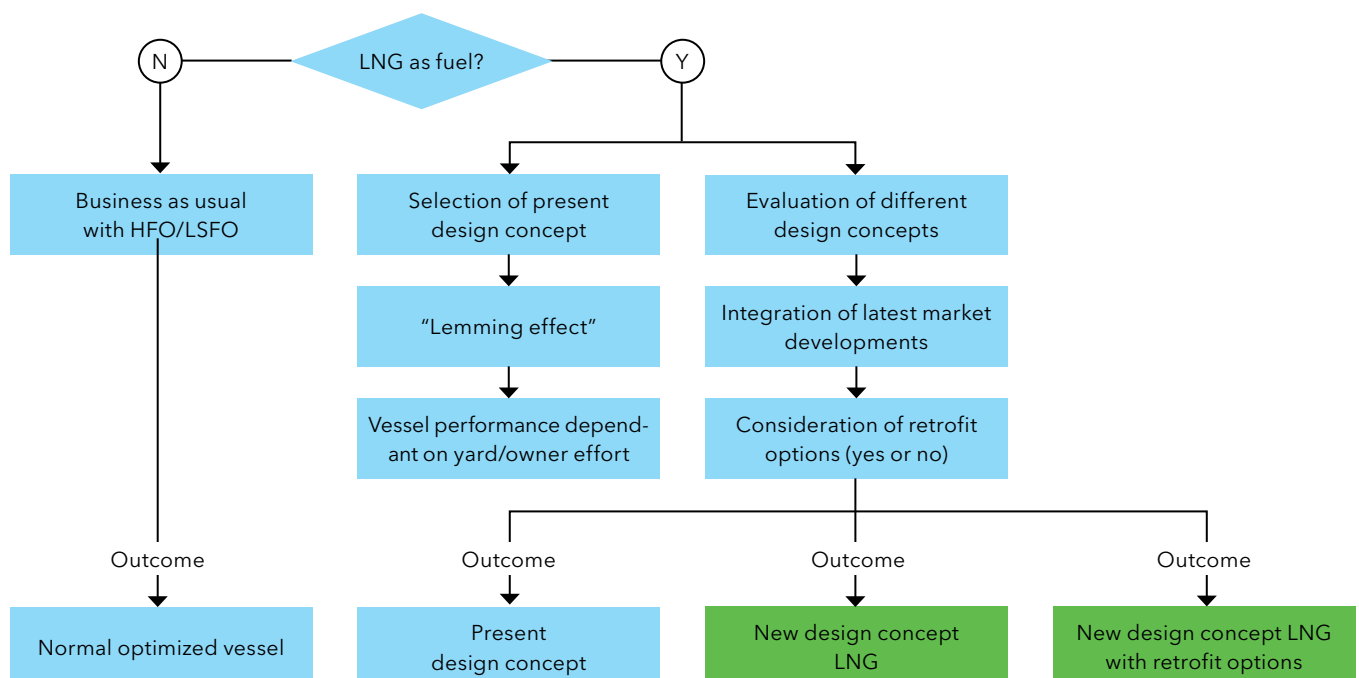 N
LNG as fuel?
Y
Business as usual
with HFO/LSFO
Selection of present
design concept
Evaluation of different
design concepts
“Lemming effect”
Integration of latest market
developments
Vessel performance depend-
ant on yard/owner effort
Consideration of retrofit
options (yes or no)
Outcome
Outcome
Outcome
Outcome
Normal optimized vessel
Present
design concept
New design concept
LNG
New design concept LNG
with retrofit options